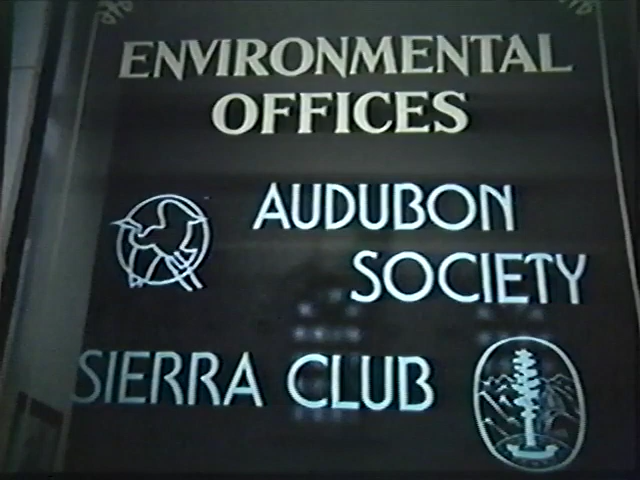 ENVIRONMENTAL
OFFICES
AUDUBON
SOCIETY
SIERRA CLUB